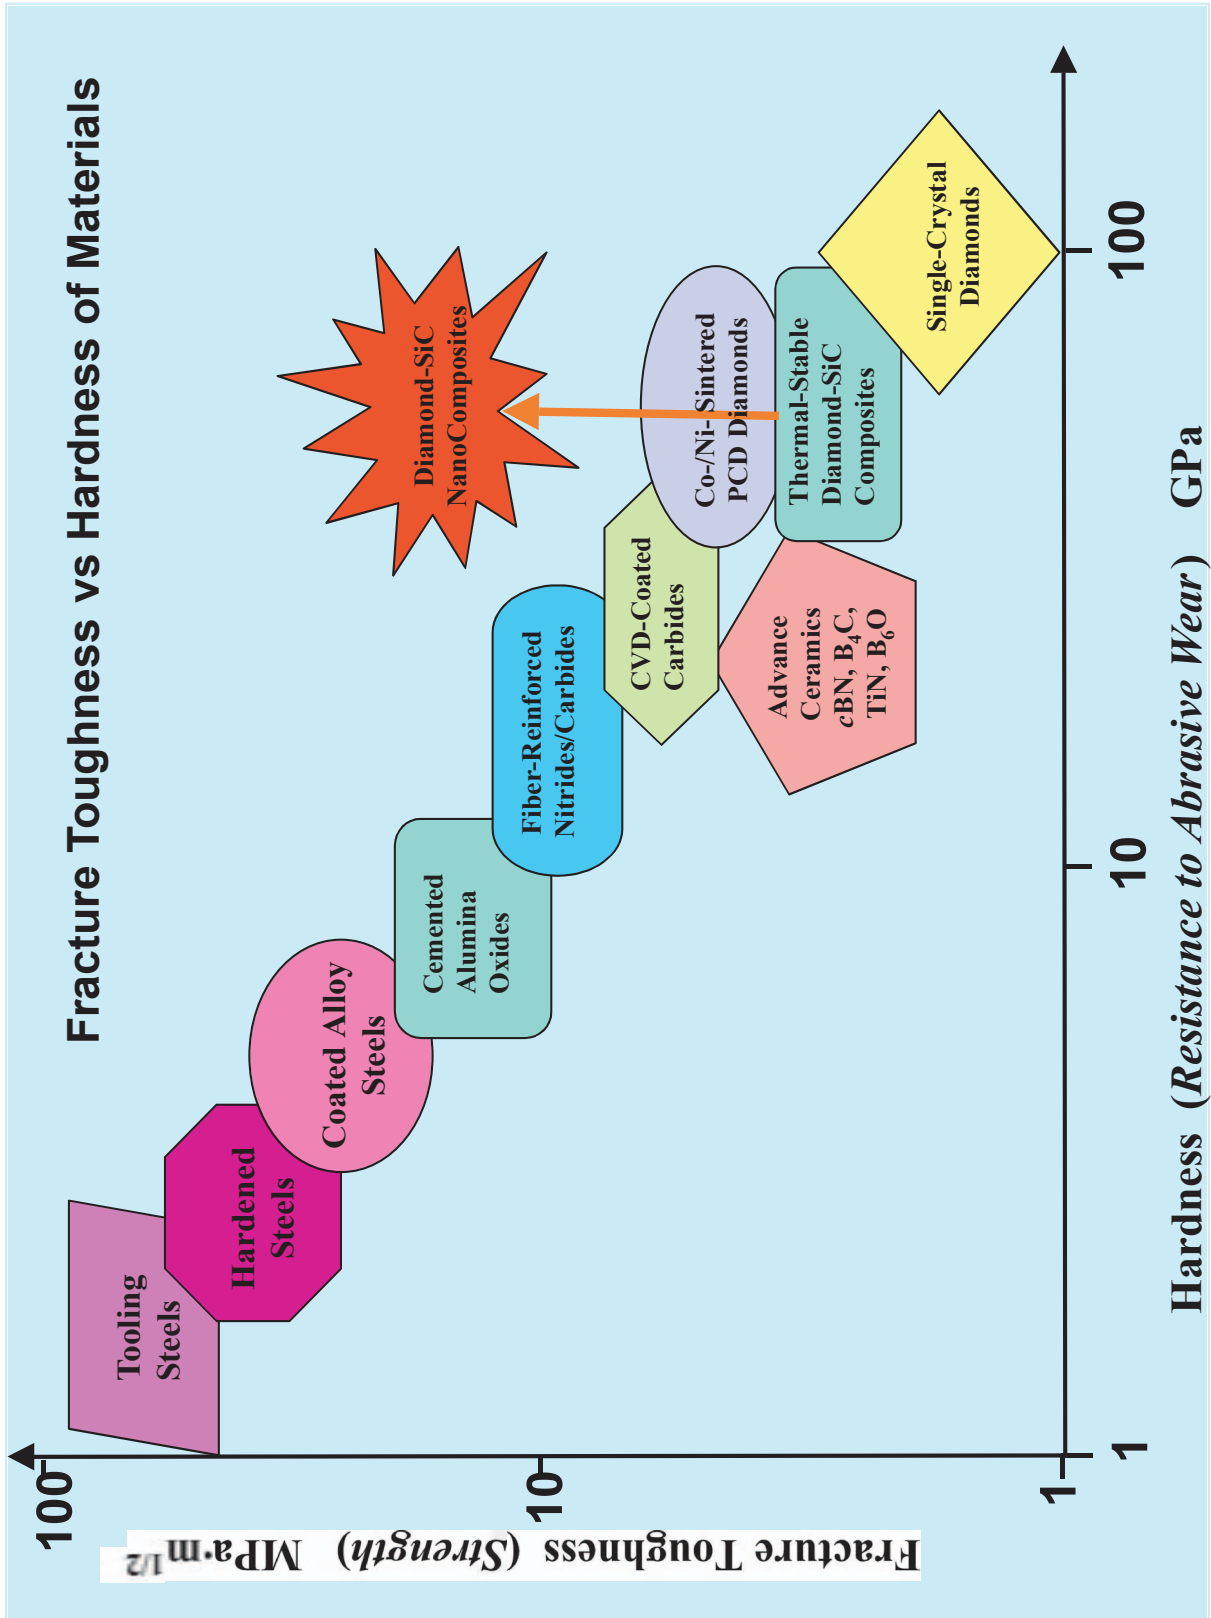 Fracture Toughness vs Hardness of Materials
Fracture Toughness (Strength) MPa·m1/2
100
10
1
Tooling
Steels
Hardened
Steels
Coated Alloy
Steels
Cemented
Alumina
Oxides
Fiber-Reinforced
Nitrides/Carbides
CVD-Coated
Carbides
Advance
Ceramics
cBN, B4C,
TiN, B6O
Diamond-SiC
NanoComposites
Co-/Ni-Sintered
PCD Diamonds
Thermal-Stable
Diamond-SiC
Composites
Single-Crystal
Diamonds
1
10
100
Hardness (Resistance to Abrasive Wear) GPa